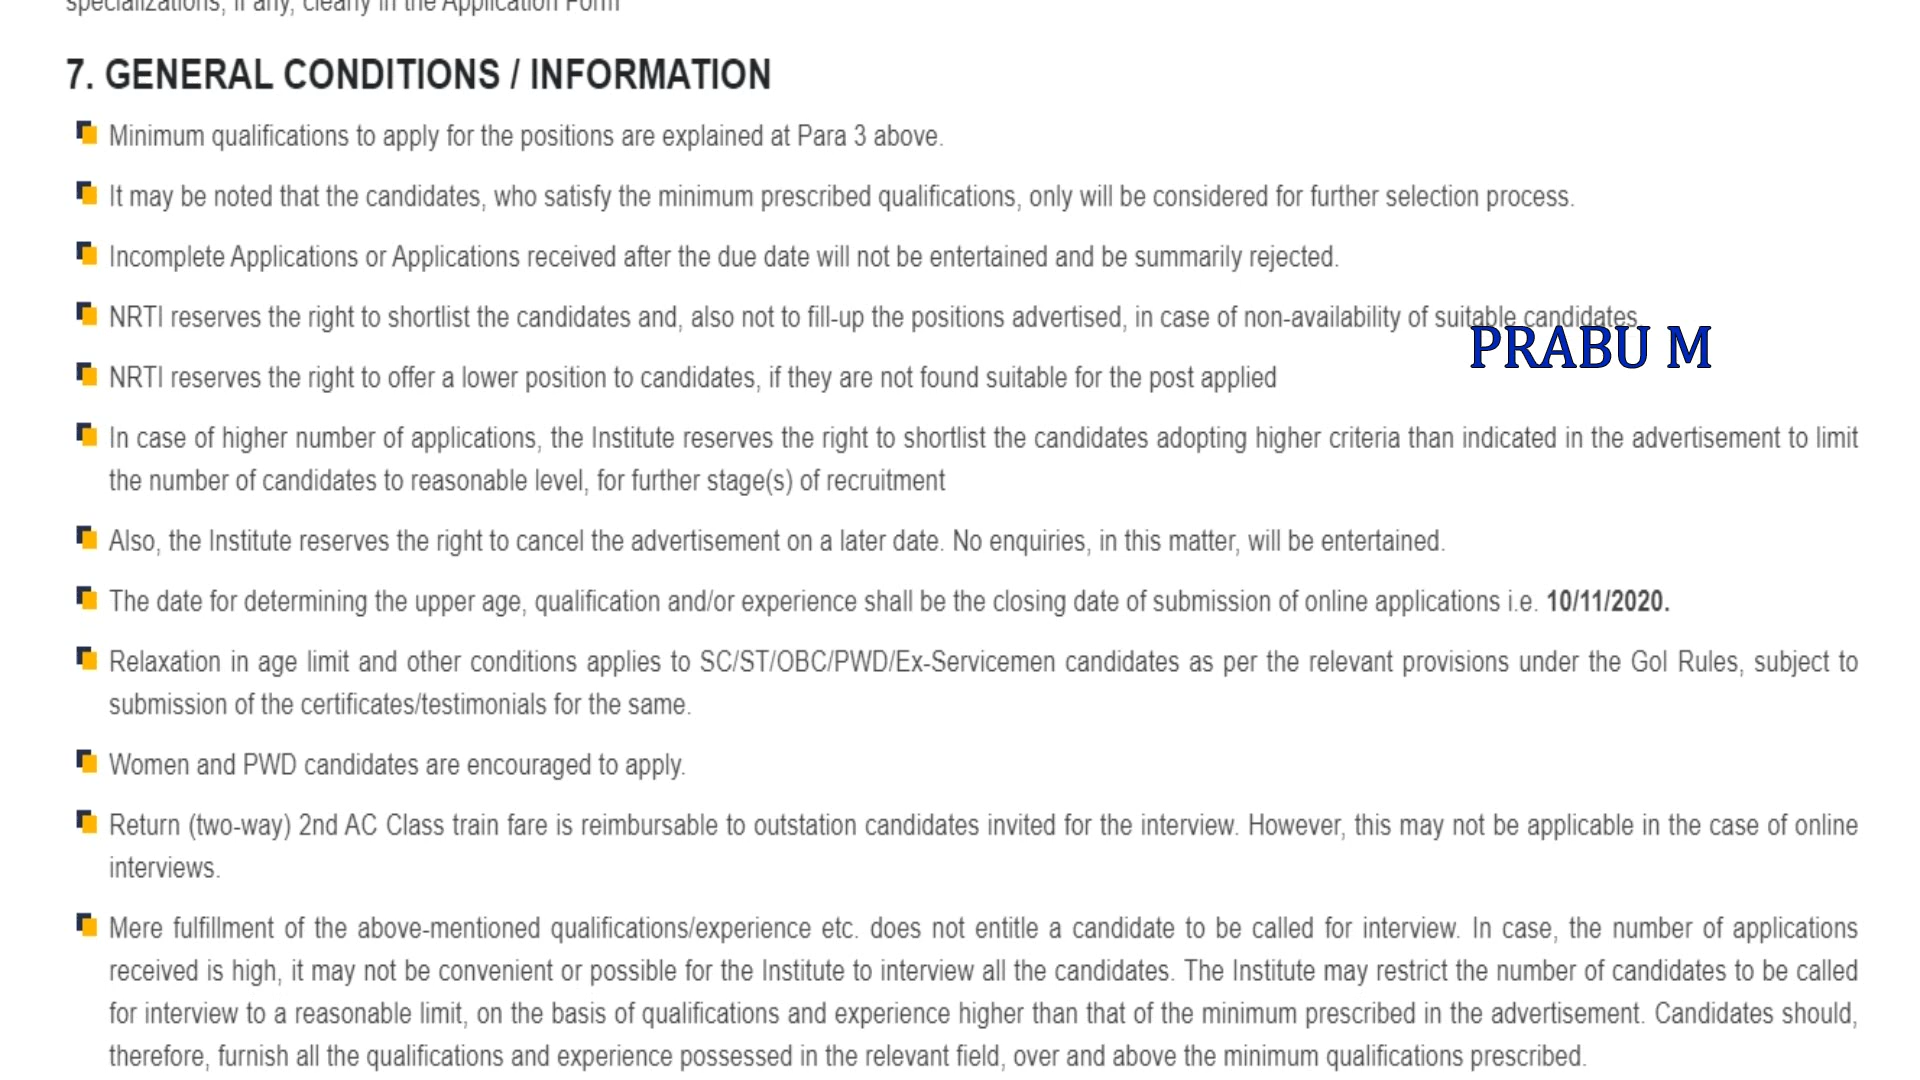 specializations, if any, clearly in the Application Form
7. GENERAL CONDITIONS / INFORMATION
Minimum qualifications to apply for the positions are explained at Para 3 above.
It may be noted that the candidates, who satisfy the minimum prescribed qualifications, only will be considered for further selection process.
Incomplete Applications or Applications received after the due date will not be entertained and be summarily rejected.
NRTI reserves the right to shortlist the candidates and, also not to fill-up the positions advertised, in case of non-availability of suitable candidates
PRABU M
NRTI reserves the right to offer a lower position to candidates, if they are not found suitable for the post applied
In case of higher number of applications, the Institute reserves the right to shortlist the candidates adopting higher criteria than indicated in the advertisement to limit
the number of candidates to reasonable level, for further stage(s) of recruitment
Also, the Institute reserves the right to cancel the advertisement on a later date. No enquiries, in this matter, will be entertained.
The date for determining the upper age, qualification and/or experience shall be the closing date of submission of online applications i.e. 10/11/2020.
Relaxation in age limit and other conditions applies to SC/ST/OBC/PWD/Ex-Servicemen candidates as per the relevant provisions under the GoI Rules, subject to
submission of the certificates/testimonials for the same.
Women and PWD candidates are encouraged to apply.
Return (two-way) 2nd AC Class train fare is reimbursable to outstation candidates invited for the interview. However, this may not be applicable in the case of online
interviews.
Mere fulfillment of the above-mentioned qualifications/experience etc. does not entitle a candidate to be called for interview. In case, the number of applications
received is high, it may not be convenient or possible for the Institute to interview all the candidates. The Institute may restrict the number of candidates to be called
for interview to a reasonable limit, on the basis of qualifications and experience higher than that of the minimum prescribed in the advertisement. Candidates should,
therefore, furnish all the qualifications and experience possessed in the relevant field, over and above the minimum qualifications prescribed.